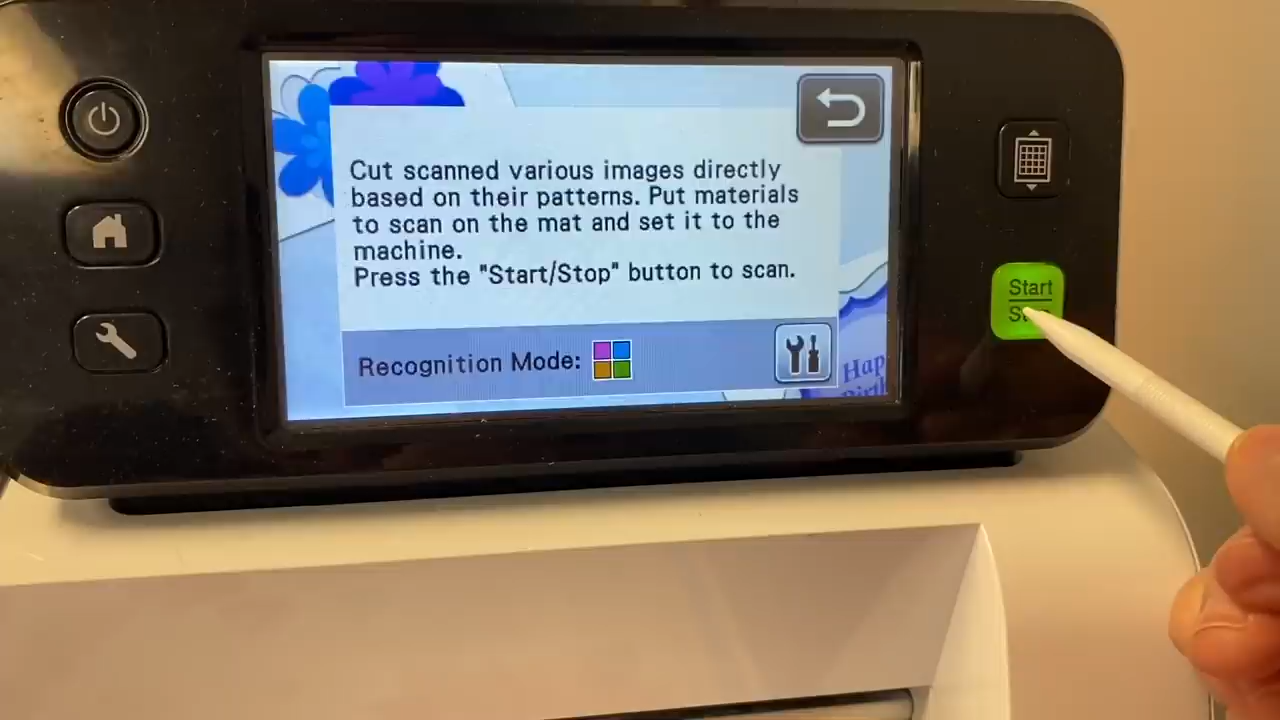 Cut scanned various images directly
based on their patterns. Put materials
to scan on the mat and set it to the
machine.
Press the "Start/Stop" button to scan.
Recognition Mode:
Start